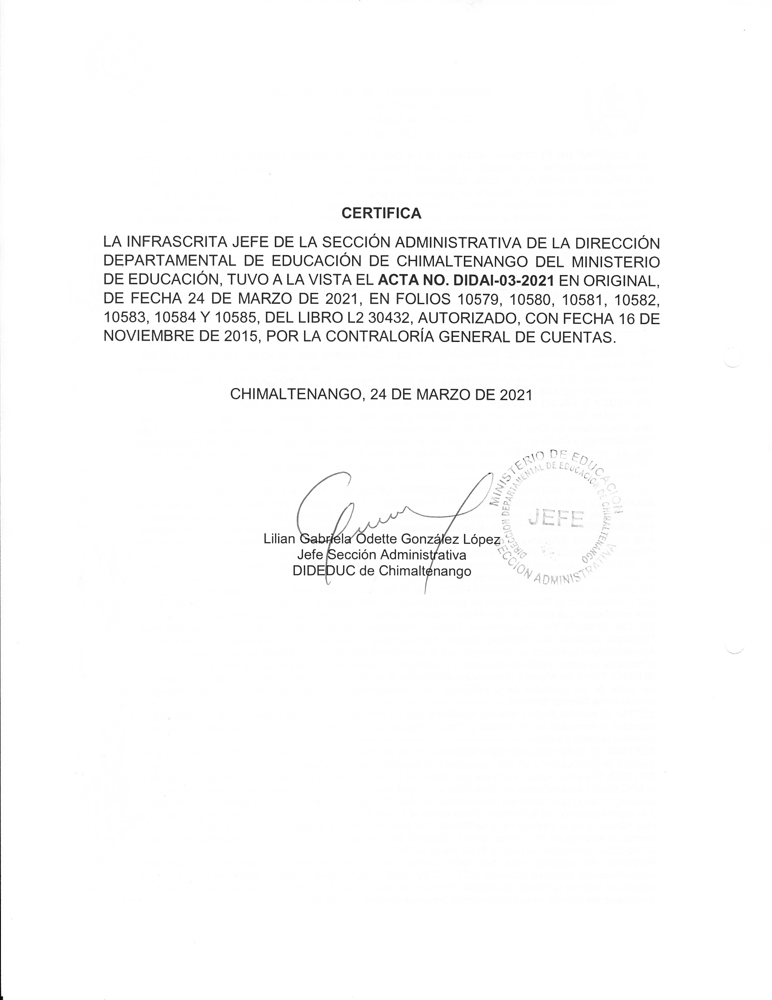 CERTIFICA
LA INFRASCRITA JEFE DE LA SECCIÓN ADMINISTRATIVA DE LA DIRECCIÓN
DEPARTAMENTAL DE EDUCACIÓN DE CHIMALTENANGO DEL MINISTERIO
DE EDUCACIÓN, TUVO A LA VISTA EL ACTA NO. DIDAI-03-2021 EN ORIGINAL,
DE FECHA 24 DE MARZO DE 2021, EN FOLIOS 10579, 10580, 10581, 10582,
10583, 10584 Y 10585, DEL LIBRO L2 30432, AUTORIZADO, CON FECHA 16 DE
NOVIEMBRE DE 2015, POR LA CONTRALORÍA GENERAL DE CUENTAS.
CHIMALTENANGO, 24 DE MARZO DE 2021
MINISTERIO DE EDUCACION
DIRECCION DEPARTAMENTAL DE EDUCACION DE CHIMALTENANGO
JEFE
SECCION ADMINISTRATIVA
Lilian Gabriela Odette González López
Jefe Sección Administrativa
DIDEDUC de Chimaltenango